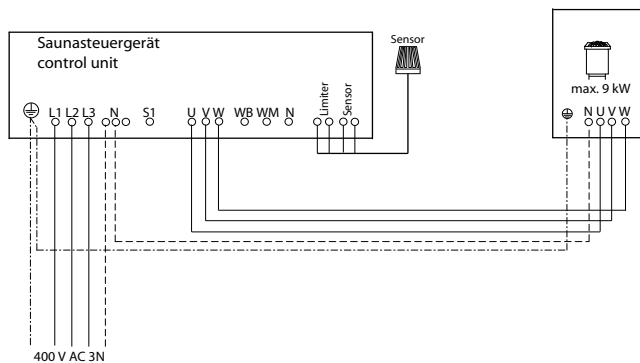 Saunasteuergerät
control unit
L1 L2 L3 N S1 U V W WB WM N Limiter Sensor
Sensor
max. 9 kW
N U V W
400 V AC 3N